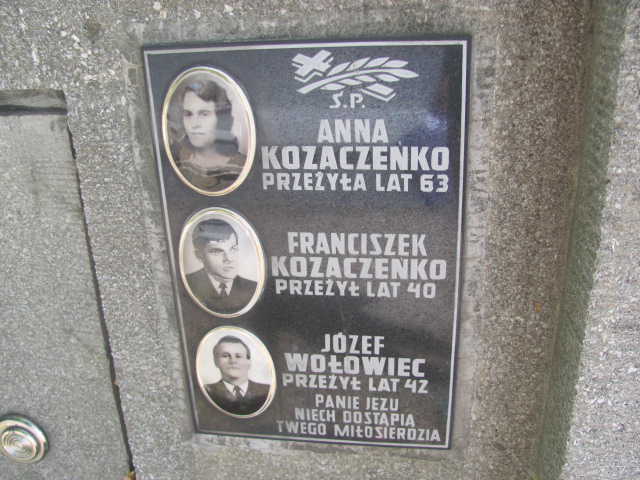 Ś.P.
ANNA
KOZACZENKO
PRZEŻYŁA LAT 63
FRANCISZEK
KOZACZENKO
PRZEŻYŁ LAT 40
JÓZEF
WOŁOWIEC
PRZEŻYŁ LAT 42
PANIE JEZU
NIECH DOSTĄPIĄ
TWEGO MIŁOSIERDZIA